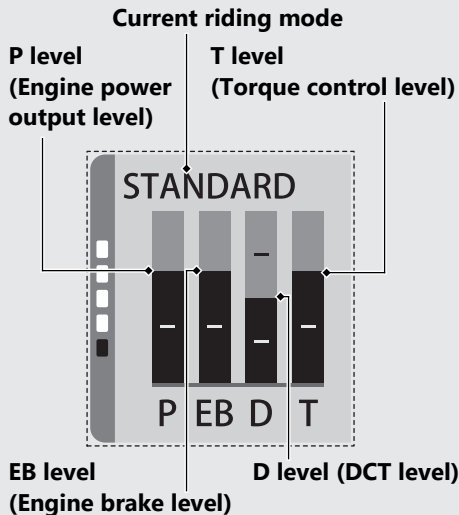 Current riding mode
P level
(Engine power
output level)
T level
(Torque control level)
STANDARD
P EB D T
EB level
(Engine brake level)
D level (DCT level)